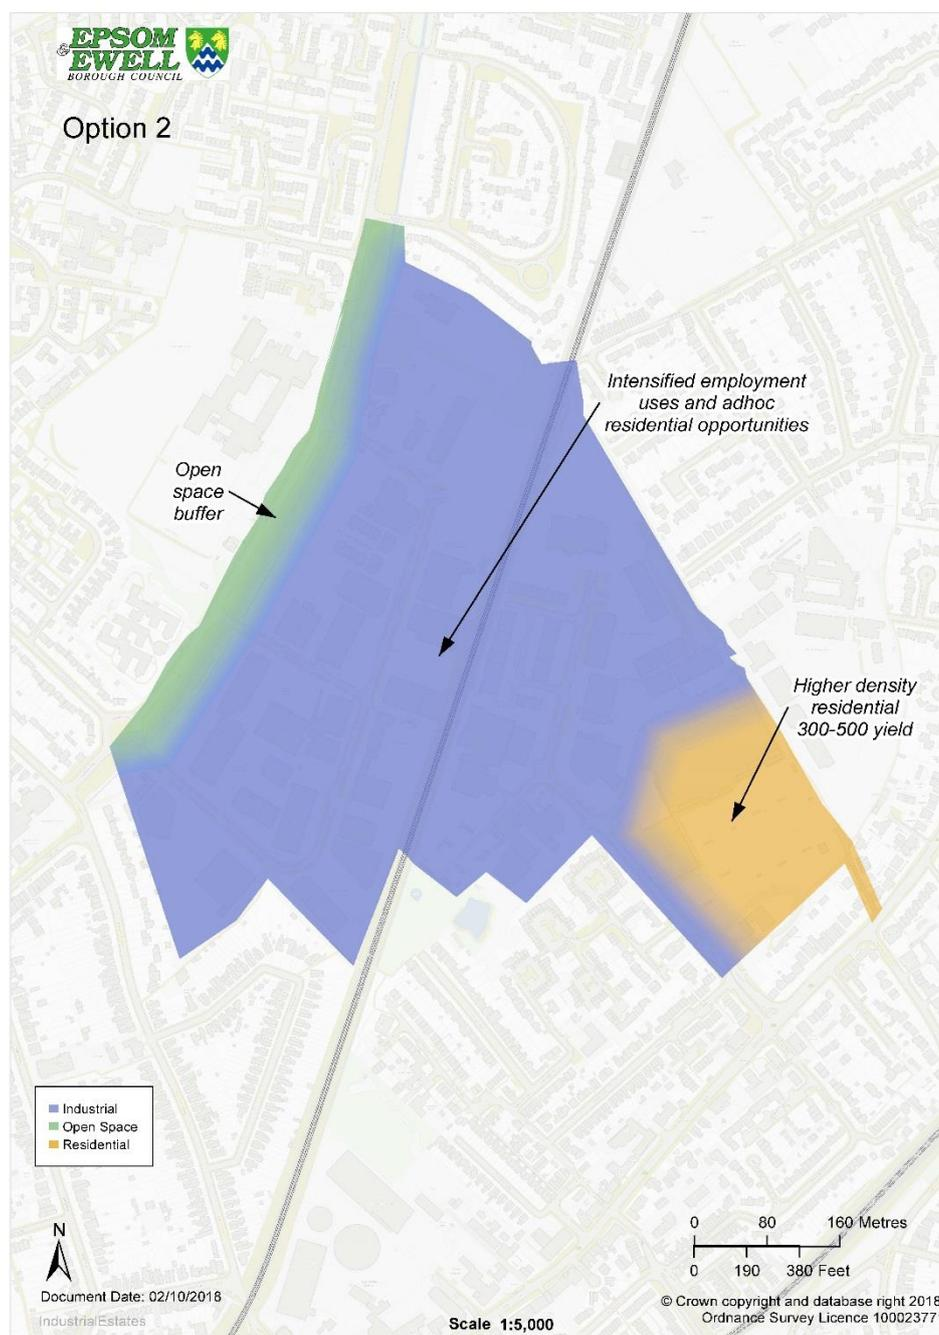 EPSOM
& EWELL
BOROUGH COUNCIL
Option 2
Intensified employment
uses and adhoc
residential opportunities
Open
space
buffer
Higher density
residential
300-500 yield
Industrial
Open Space
Residential
N
Document Date: 02/10/2018
IndustrialEstates
0 80 160 Metres
0 190 380 Feet
© Crown copyright and database right 2018
Ordnance Survey Licence 10002377
Scale 1:5,000